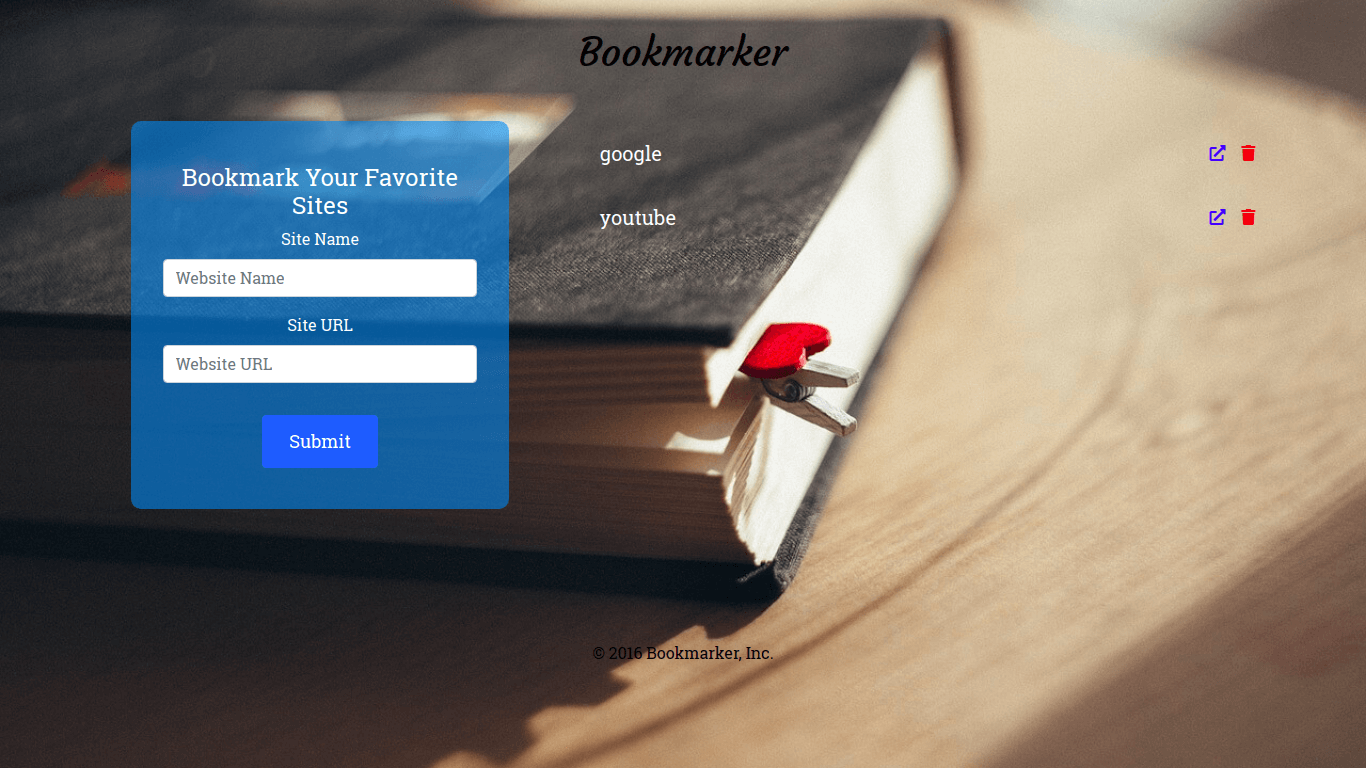 Bookmarker
Bookmark Your Favorite
Sites
Site Name
Website Name
Site URL
Website URL
Submit
google
youtube
© 2016 Bookmarker, Inc.